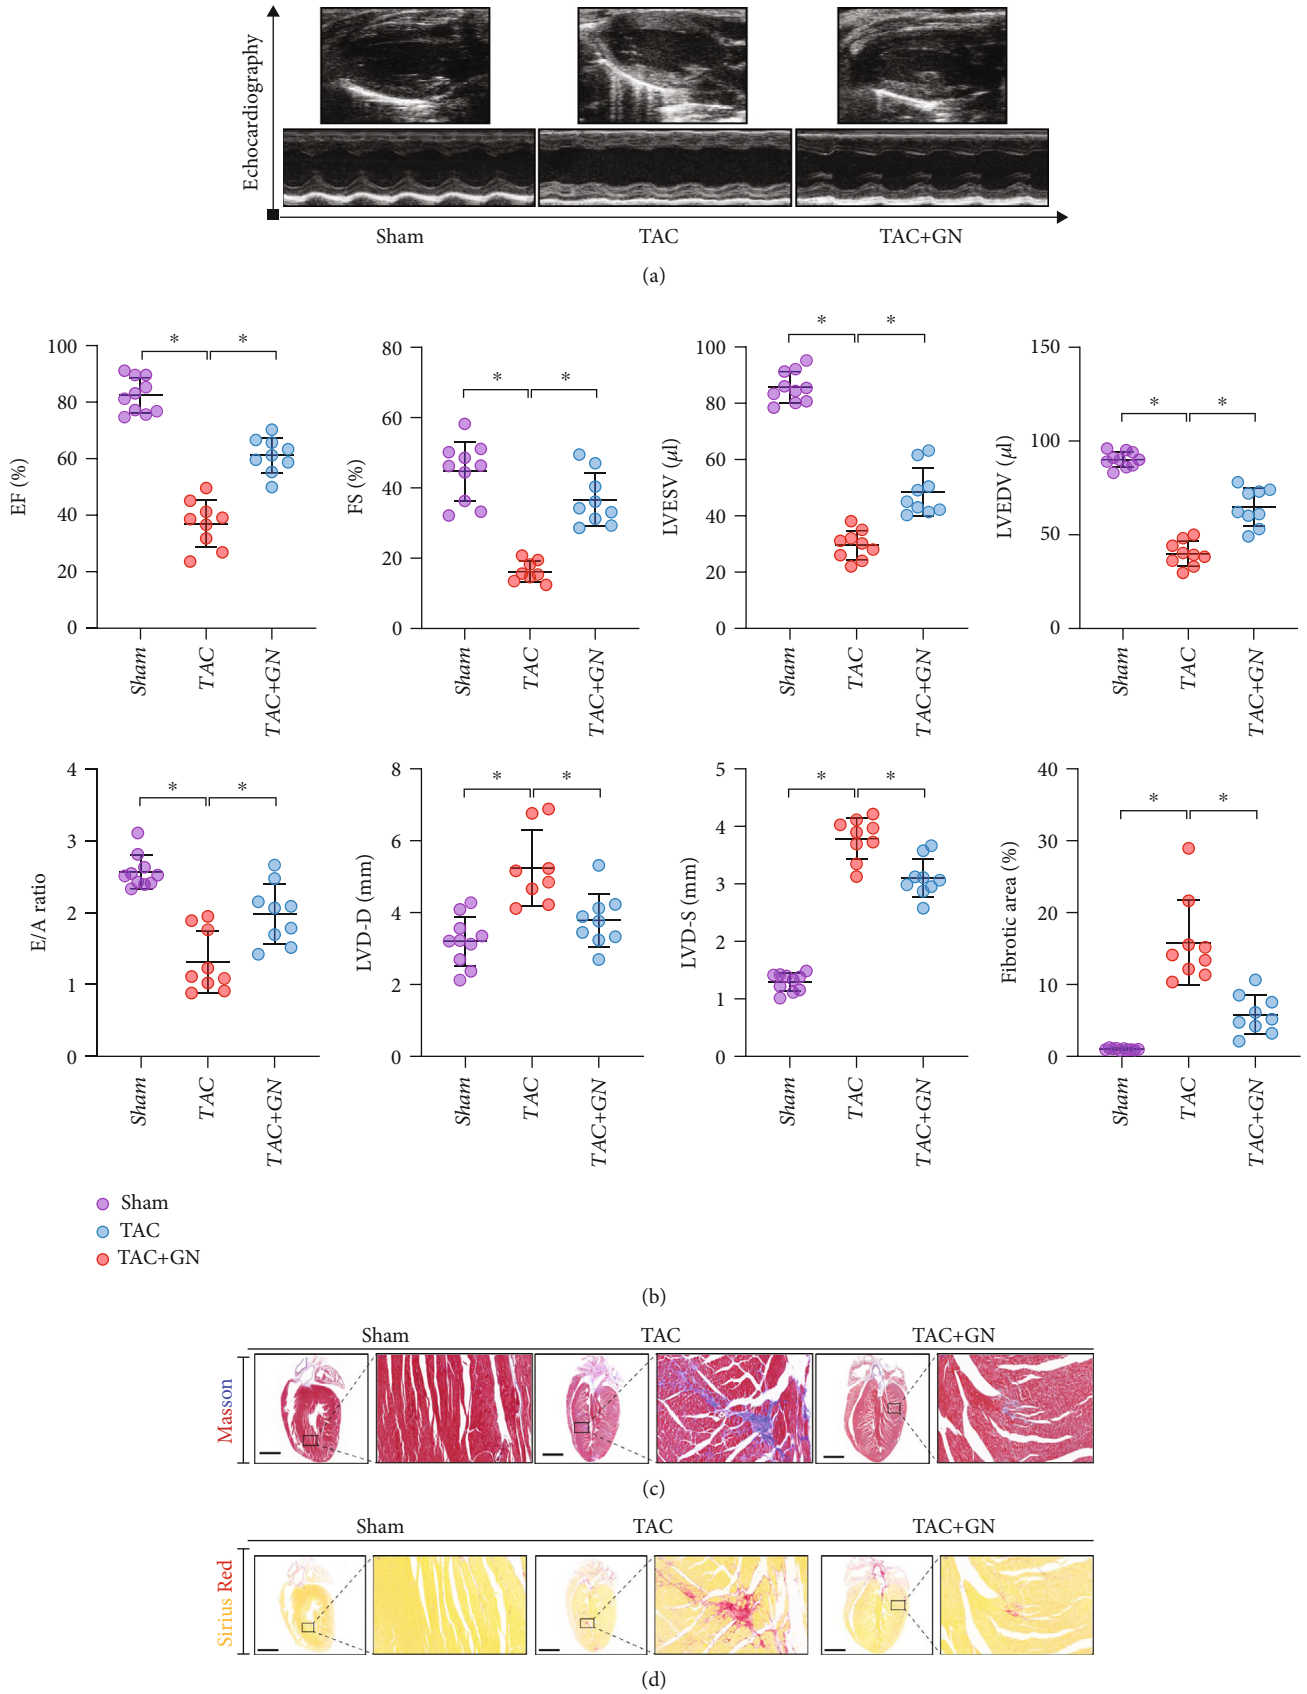 Echocardiography
Sham TAC TAC+GN
(a)
EF (%)
100
80
60
40
20
0
* *
Sham TAC TAC+GN
FS (%)
80
60
40
20
0
* *
Sham TAC TAC+GN
LVESV (μl)
100
80
60
40
20
0
* *
Sham TAC TAC+GN
LVEDV (μl)
150
100
50
0
* *
Sham TAC TAC+GN
E/A ratio
4
3
2
1
0
* *
Sham TAC TAC+GN
LVD-D (mm)
8
6
4
2
0
* *
Sham TAC TAC+GN
LVD-S (mm)
5
4
3
2
1
0
* *
Sham TAC TAC+GN
Fibrotic area (%)
40
30
20
10
0
* *
Sham TAC TAC+GN
Sham
TAC
TAC+GN
(b)
Sham TAC TAC+GN
Masson
(c)
Sham TAC TAC+GN
Sirius Red
(d)